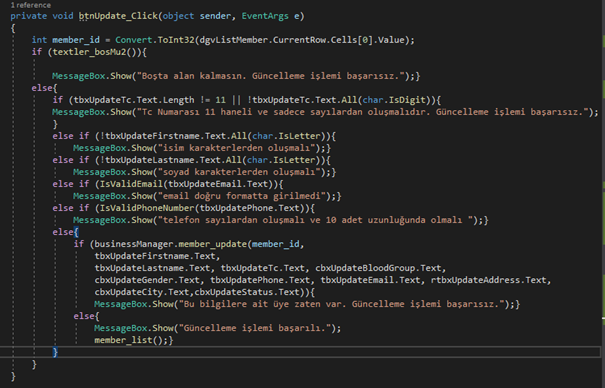 1 reference
private void btnUpdate_Click(object sender, EventArgs e)
{
int member_id = Convert.ToInt32(dgvListMember.CurrentRow.Cells[0].Value);
if (textler_bosMu2()){
MessageBox.Show("Boşta alan kalmasın. Güncelleme işlemi başarısız.");}
else{
if (tbxUpdateTc.Text.Length != 11 || !tbxUpdateTc.Text.All(char.IsDigit)){
MessageBox.Show("Tc Numarası 11 haneli ve sadece sayılardan oluşmalıdır. Güncelleme işlemi başarısız.");
}
else if (!tbxUpdateFirstname.Text.All(char.IsLetter)){
MessageBox.Show("isim karakterlerden oluşmalı");}
else if (!tbxUpdateLastname.Text.All(char.IsLetter)){
MessageBox.Show("soyad karakterlerden oluşmalı");}
else if (IsValidEmail(tbxUpdateEmail.Text)){
MessageBox.Show("email doğru formatta girilmedi");}
else if (IsValidPhoneNumber(tbxUpdatePhone.Text)){
MessageBox.Show("telefon sayılardan oluşmalı ve 10 adet uzunluğunda olmalı ");}
else{
if (businessManager.member_update(member_id,
tbxUpdateFirstname.Text,
tbxUpdateLastname.Text, tbxUpdateTc.Text, cbxUpdateBloodGroup.Text,
cbxUpdateGender.Text, tbxUpdatePhone.Text, tbxUpdateEmail.Text, rtbxUpdateAddress.Text,
cbxUpdateCity.Text,cbxUpdateStatus.Text)){
MessageBox.Show("Bu bilgilere ait üye zaten var. Güncelleme işlemi başarısız.");}
else{
MessageBox.Show("Güncelleme işlemi başarılı.");
member_list();}
}
}
}